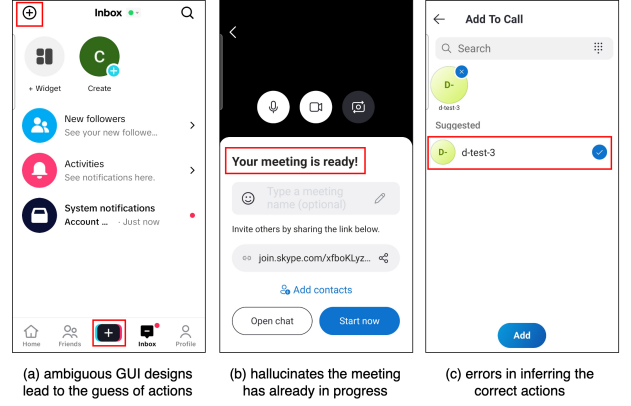 Inbox
C
+ Widget
Create
New followers
See your new followe...
Activities
See notifications here.
System notifications
Account ... · Just now
Home
Friends
Inbox
Profile
(a) ambiguous GUI designs
lead to the guess of actions
Your meeting is ready!
Type a meeting
name (optional)
Invite others by sharing the link below.
join.skype.com/xfboKLyz...
Add contacts
Open chat
Start now
(b) hallucinates the meeting
has already in progress
Add To Call
Search
D-
d-test-3
Suggested
D-
d-test-3
Add
(c) errors in inferring the
correct actions